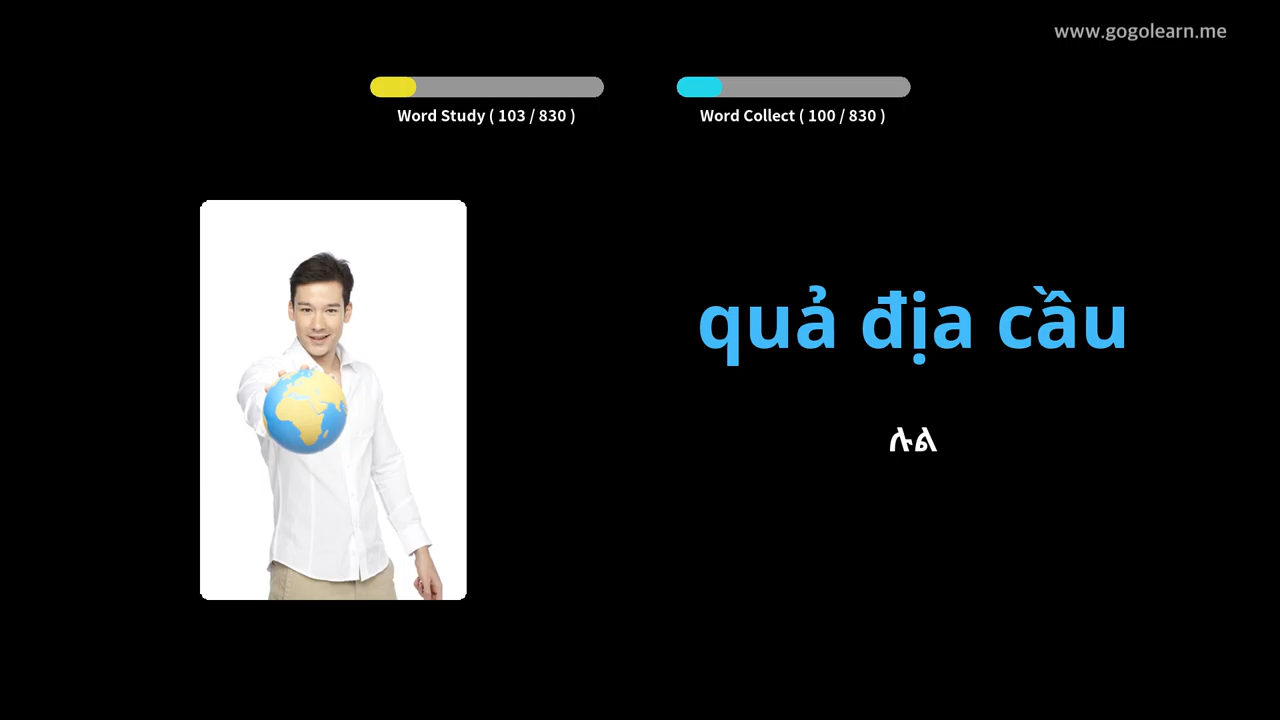 www.gogolearn.me
Word Study ( 103 / 830 )
Word Collect ( 100 / 830 )
quả địa cầu
ሉል